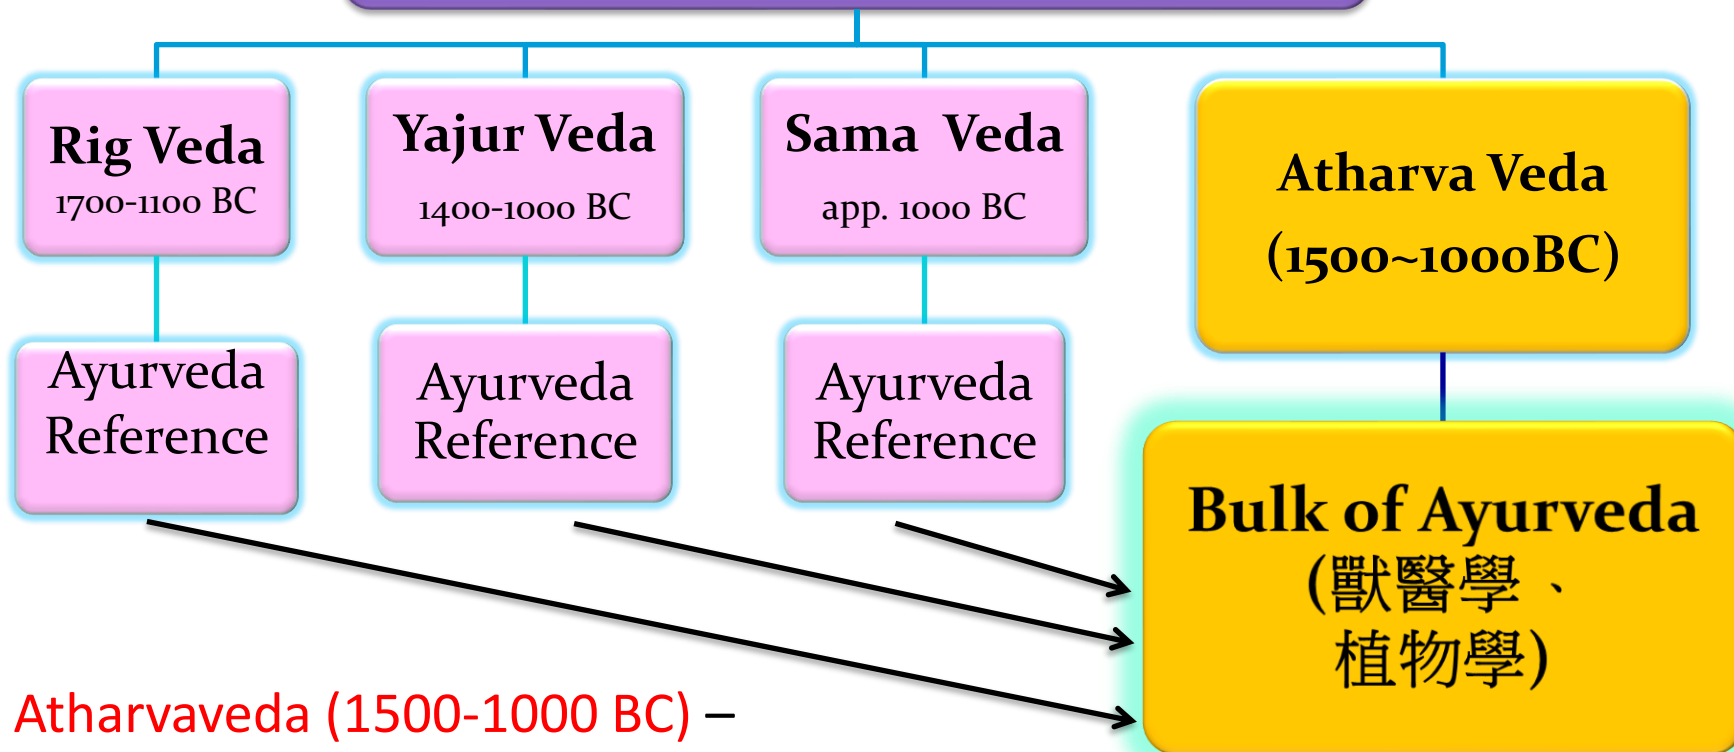 Rig Veda
1700-1100 BC
Yajur Veda
1400-1000 BC
Sama Veda
app. 1000 BC
Atharva Veda
(1500~1000BC)
Ayurveda
Reference
Ayurveda
Reference
Ayurveda
Reference
Bulk of Ayurveda
(獸醫學、
植物學)
Atharvaveda (1500-1000 BC) –